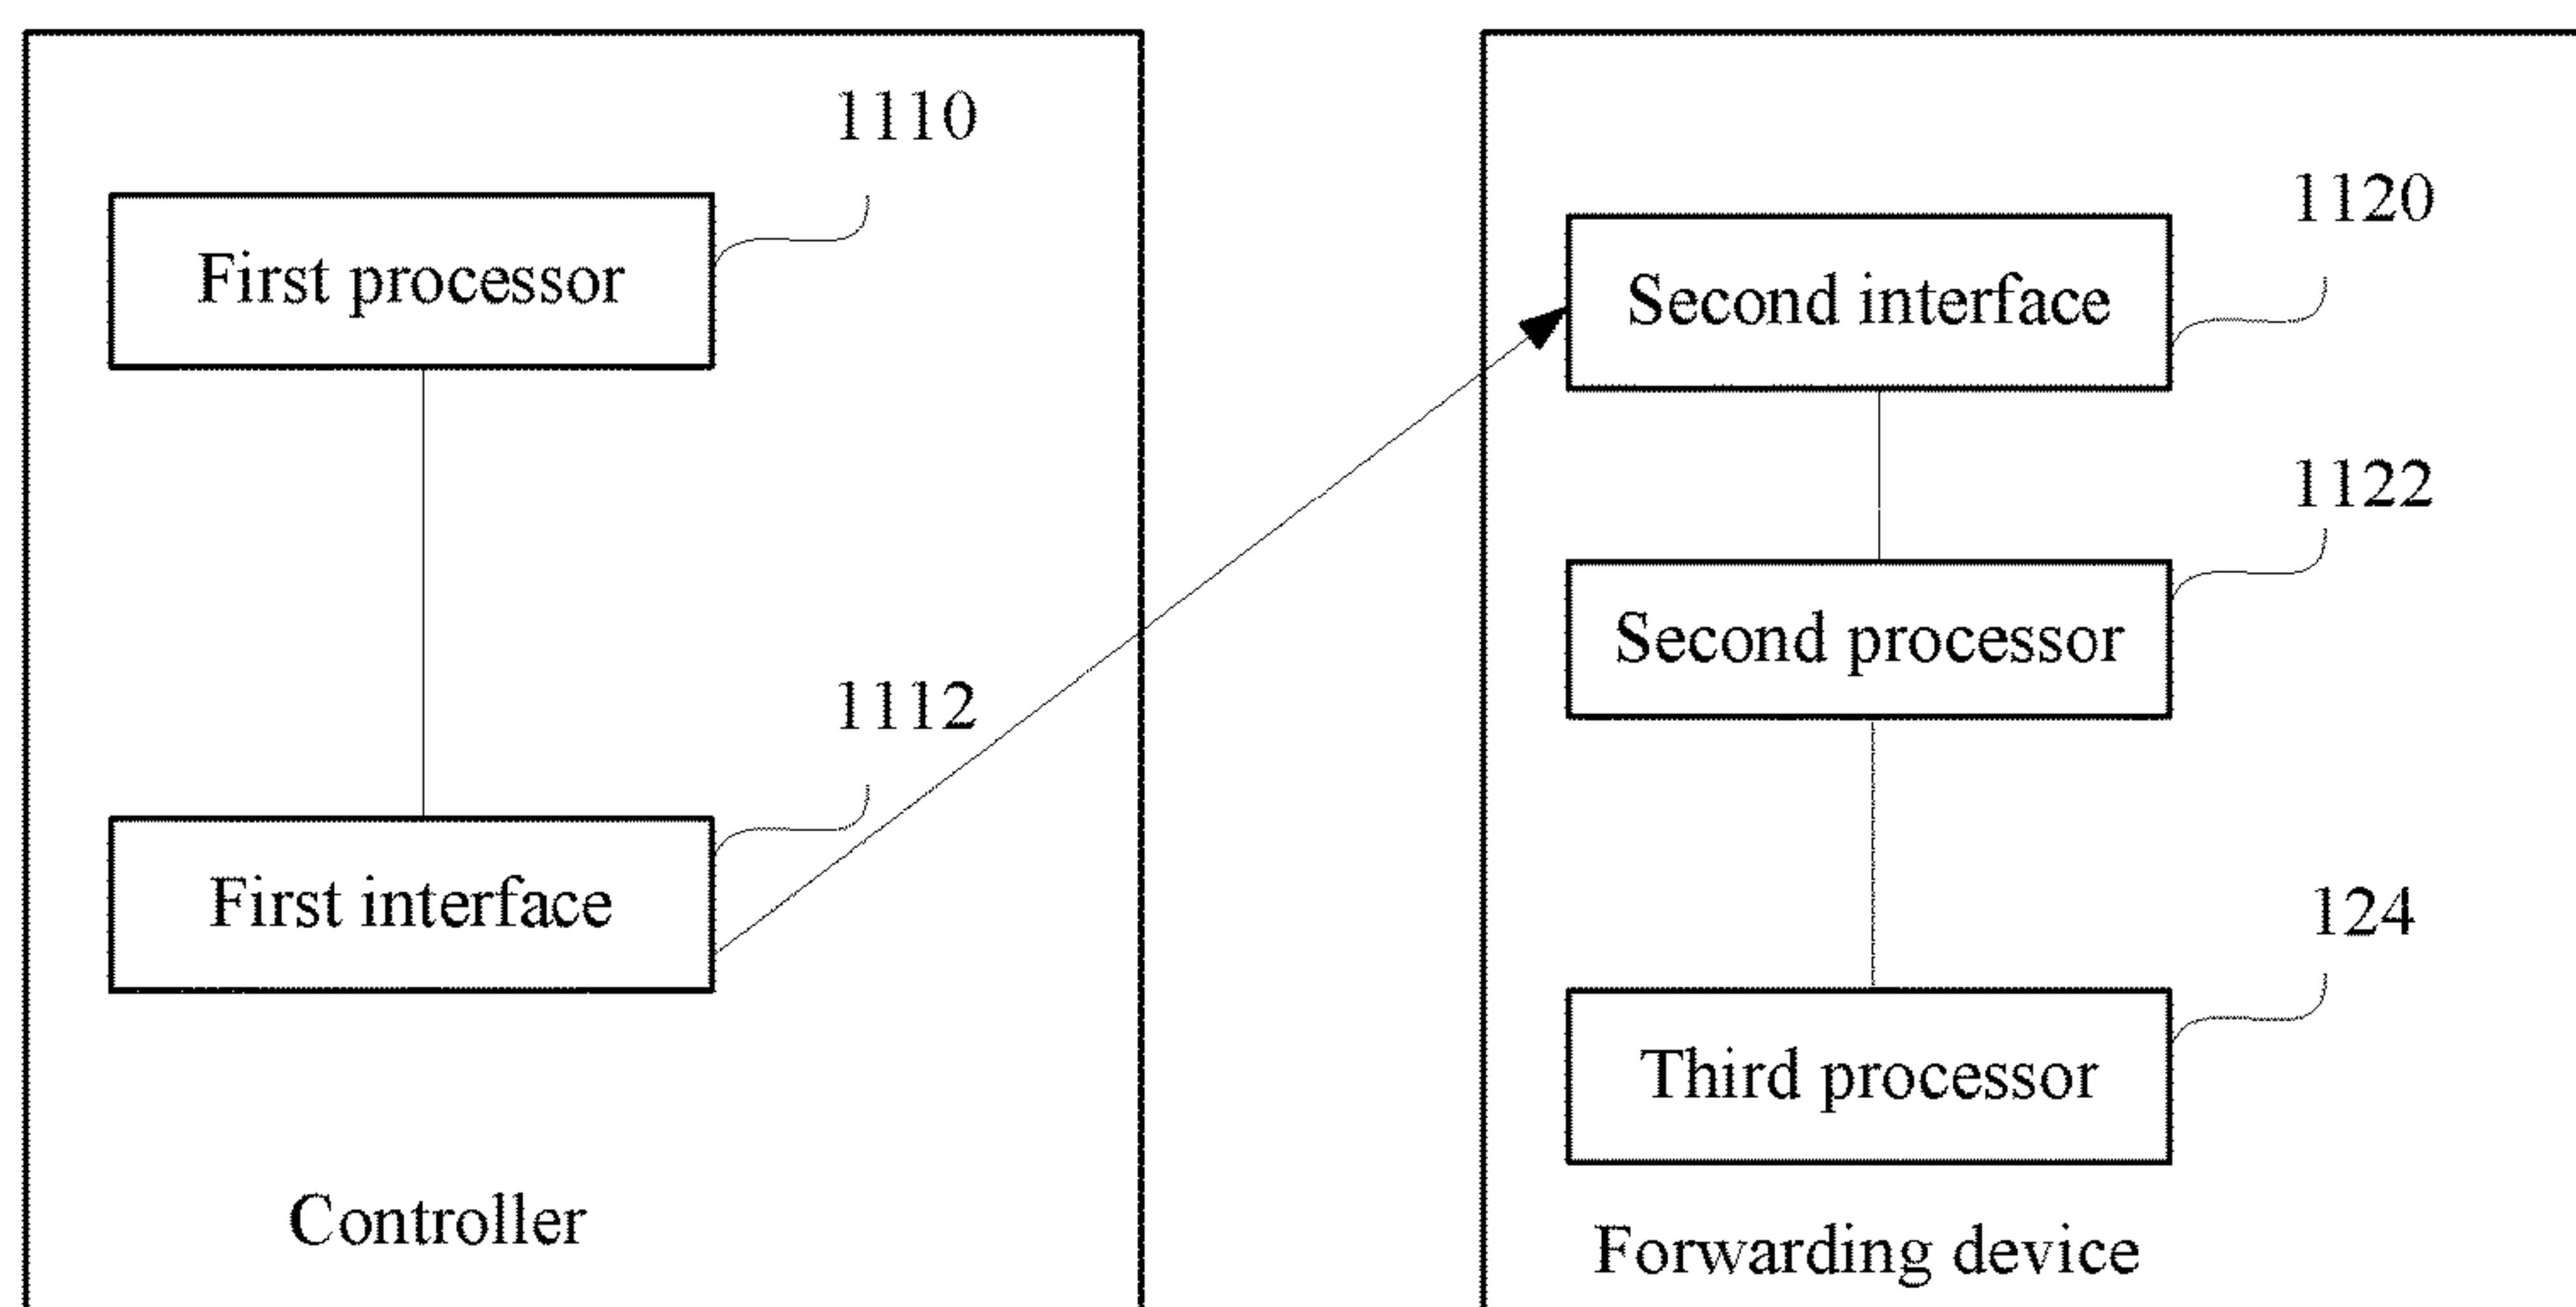 1110
First processor
1112
First interface
Controller
1120
Second interface
1122
Second processor
124
Third processor
Forwarding device